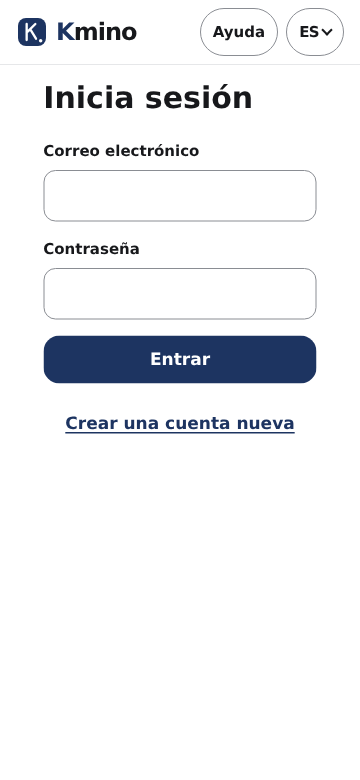 K. Kmino
Ayuda
ES
Inicia sesión
Correo electrónico
Contraseña
Entrar
Crear una cuenta nueva